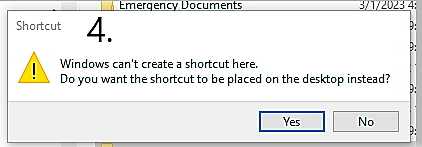 Emergency Documents 3/1/2023 4:
Shortcut 4.
Windows can't create a shortcut here.
Do you want the shortcut to be placed on the desktop instead?
Yes No